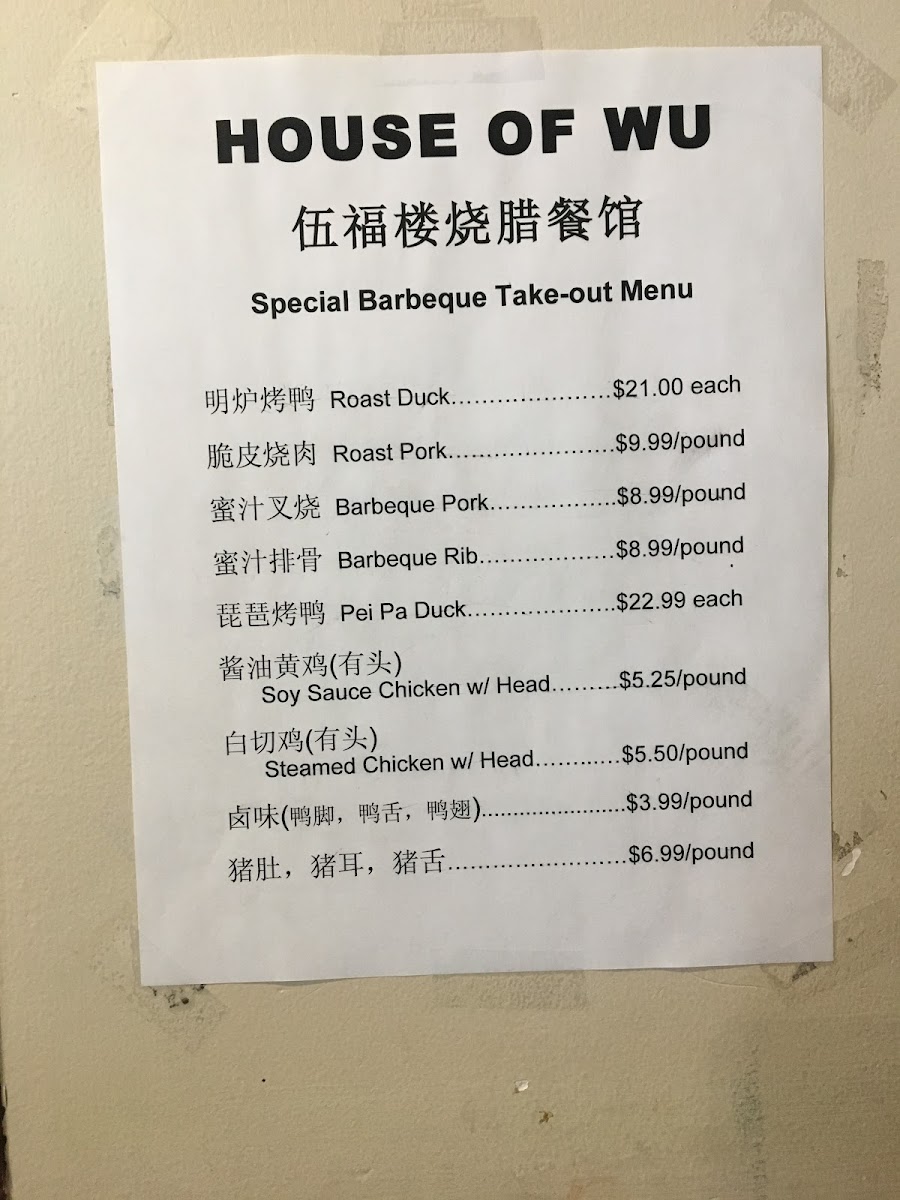 HOUSE OF WU
伍福楼烧腊餐馆
Special Barbeque Take-out Menu
明炉烤鸭 Roast Duck……………………$21.00 each
脆皮烧肉 Roast Pork…………………….$9.99/pound
蜜汁叉烧 Barbeque Pork………………..$8.99/pound
蜜汁排骨 Barbeque Rib…………………$8.99/pound
琵琶烤鸭 Pei Pa Duck…………………..$22.99 each
酱油黄鸡(有头)
Soy Sauce Chicken w/ Head………$5.25/pound
白切鸡(有头)
Steamed Chicken w/ Head……..….$5.50/pound
卤味(鸭脚，鸭舌，鸭翅)........................$3.99/pound
猪肚，猪耳，猪舌………………………$6.99/pound